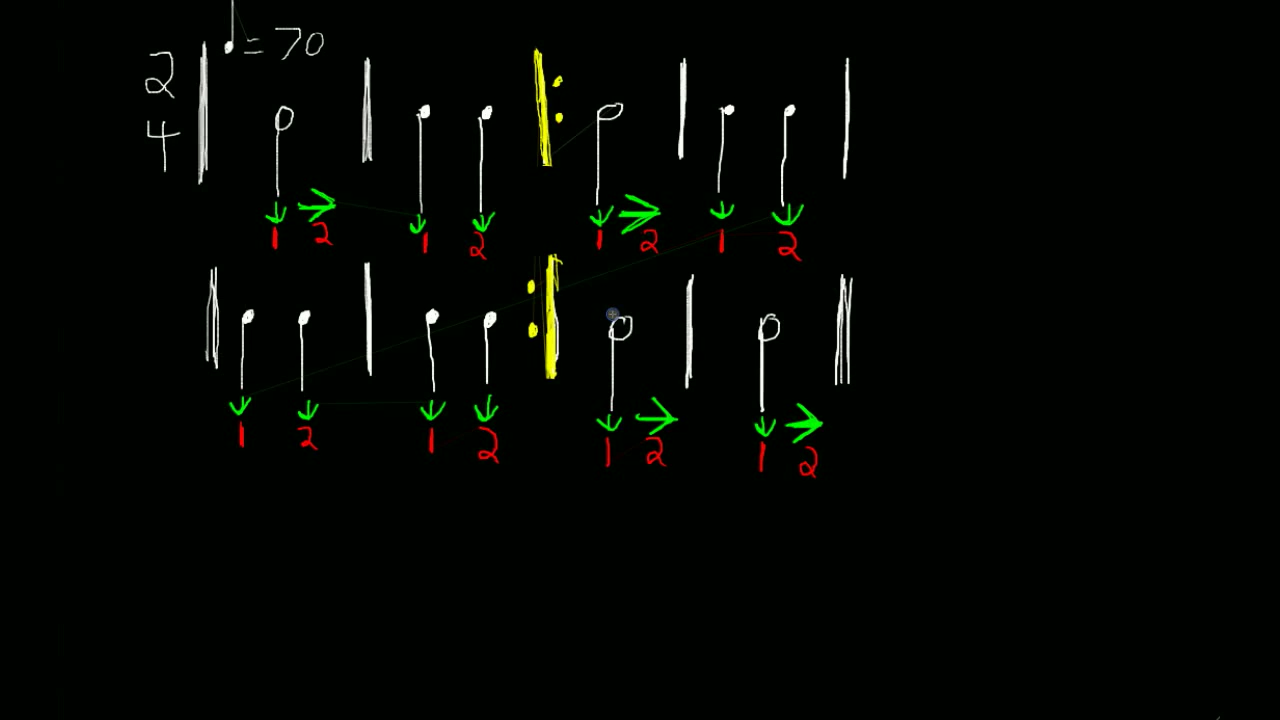 ♩= 70
2
4
1 2 1 2 1 2 1 2
1 2 1 2 1 2 1 2